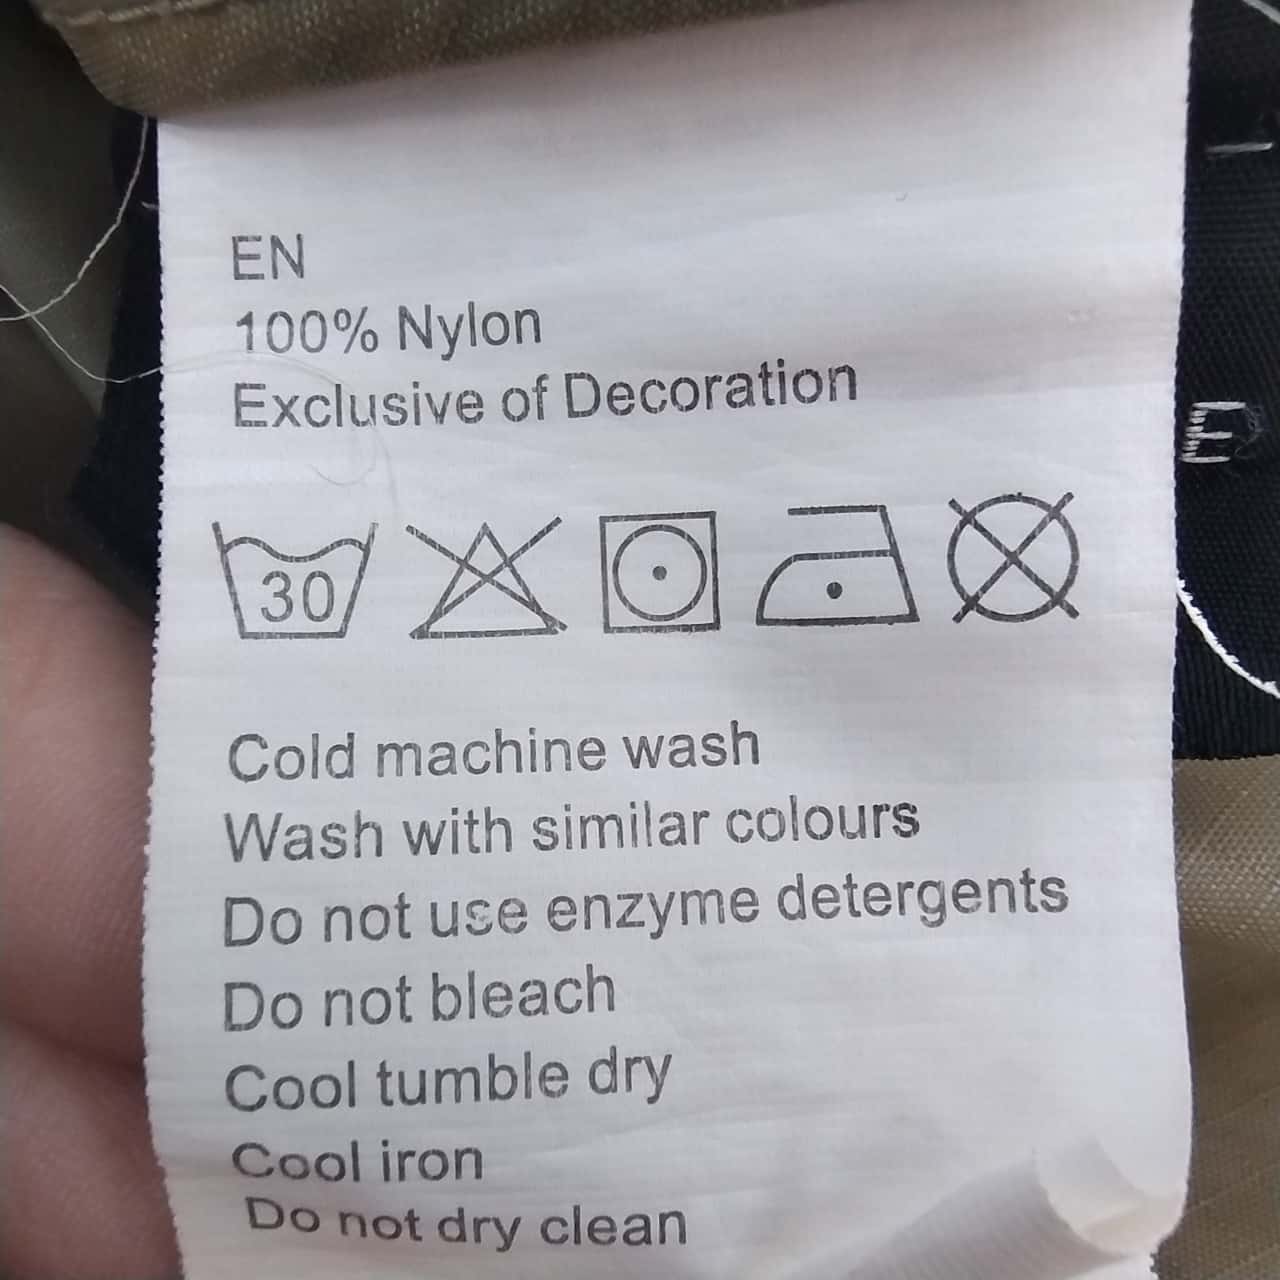 EN
100% Nylon
Exclusive of Decoration
30
Cold machine wash
Wash with similar colours
Do not use enzyme detergents
Do not bleach
Cool tumble dry
Cool iron
Do not dry clean
E